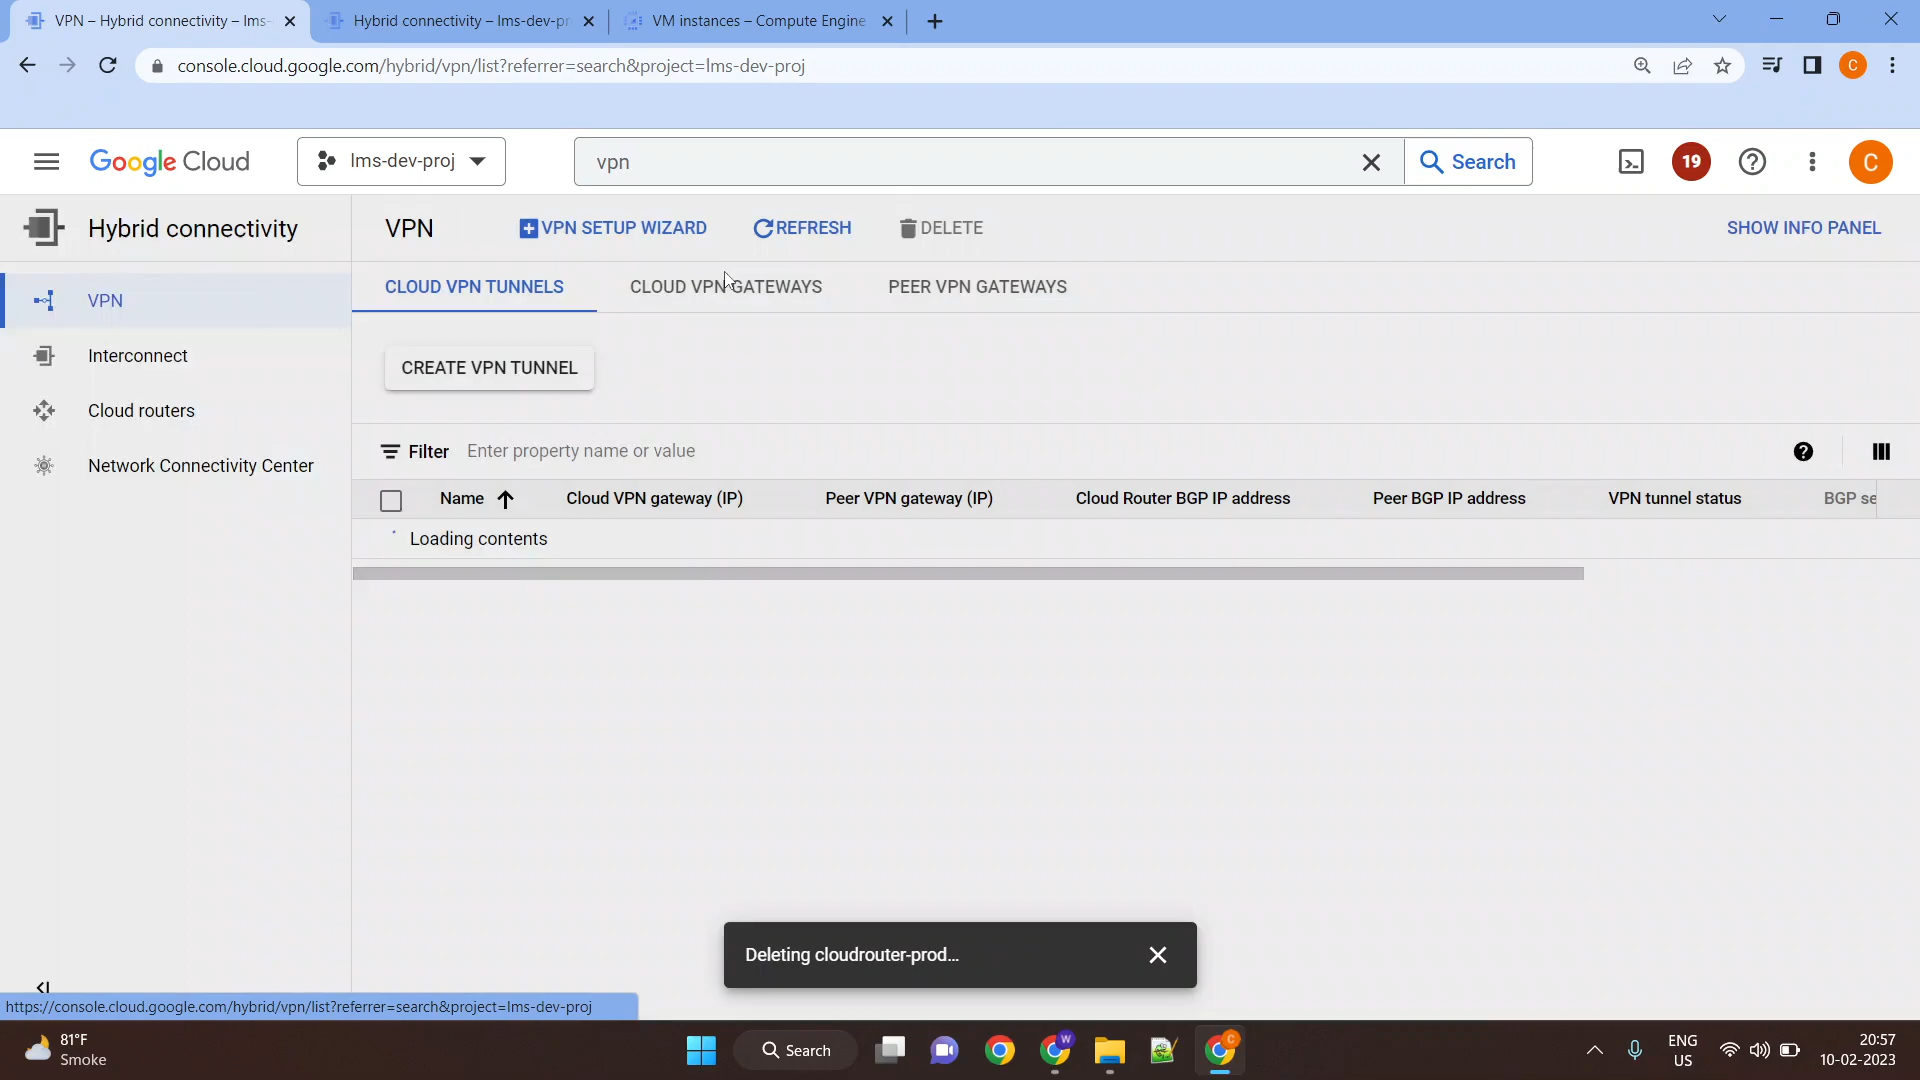 VPN – Hybrid connectivity – lms-
Hybrid connectivity – lms-dev-pr
VM instances – Compute Engine
console.cloud.google.com/hybrid/vpn/list?referrer=search&project=lms-dev-proj
C
Google Cloud
lms-dev-proj
vpn
Search
19
C
Hybrid connectivity
VPN
VPN SETUP WIZARD
REFRESH
DELETE
SHOW INFO PANEL
VPN
Interconnect
Cloud routers
Network Connectivity Center
CLOUD VPN TUNNELS
CLOUD VPN GATEWAYS
PEER VPN GATEWAYS
CREATE VPN TUNNEL
Filter
Enter property name or value
Name
Cloud VPN gateway (IP)
Peer VPN gateway (IP)
Cloud Router BGP IP address
Peer BGP IP address
VPN tunnel status
BGP se
Loading contents
Deleting cloudrouter-prod...
https://console.cloud.google.com/hybrid/vpn/list?referrer=search&project=lms-dev-proj
81°F
Smoke
Search
W
C
ENG
US
20:57
10-02-2023